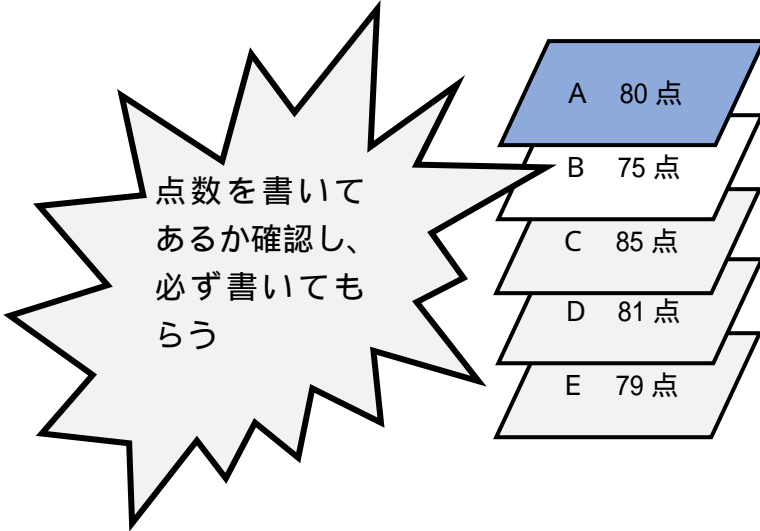 点数を書いて
あるか確認し、
必ず書いても
らう
A 80 点
B 75 点
C 85 点
D 81 点
E 79 点